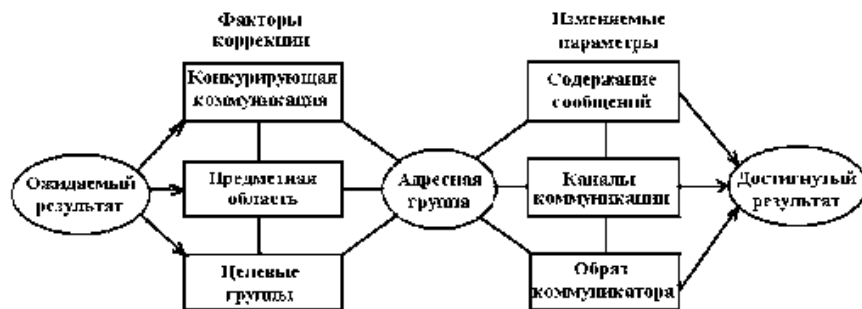 Факторы
коррекции
Изменяемые
параметры
Конкурирующая
коммуникация
Содержание
сообщений
Ожидаемый
результат
Предметная
область
Адресная
группа
Каналы
коммуникации
Достигнутый
результат
Целевые
группы
Образ
коммуникатора